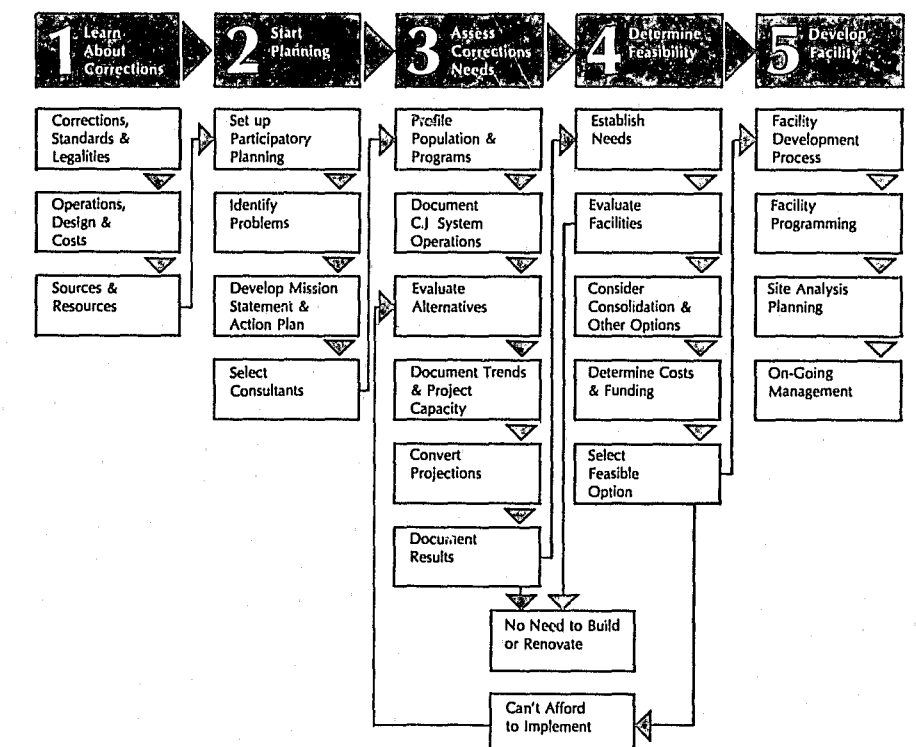 1 Learn
About
Corrections
2 Start
Planning
3 Assess
Corrections
Needs
4 Determine
Feasibility
5 Develop
Facility
Corrections,
Standards &
Legalities
Operations,
Design &
Costs
Sources &
Resources
Set up
Participatory
Planning
Identify
Problems
Develop Mission
Statement &
Action Plan
Select
Consultants
Profile
Population &
Programs
Document
C.J System
Operations
Evaluate
Alternatives
Document Trends
& Project
Capacity
Convert
Projections
Document
Results
Establish
Needs
Evaluate
Facilities
Consider
Consolidation &
Other Options
Determine Costs
& Funding
Select
Feasible
Option
Facility
Development
Process
Facility
Programming
Site Analysis
Planning
On-Going
Management
No Need to Build
or Renovate
Can't Afford
to Implement